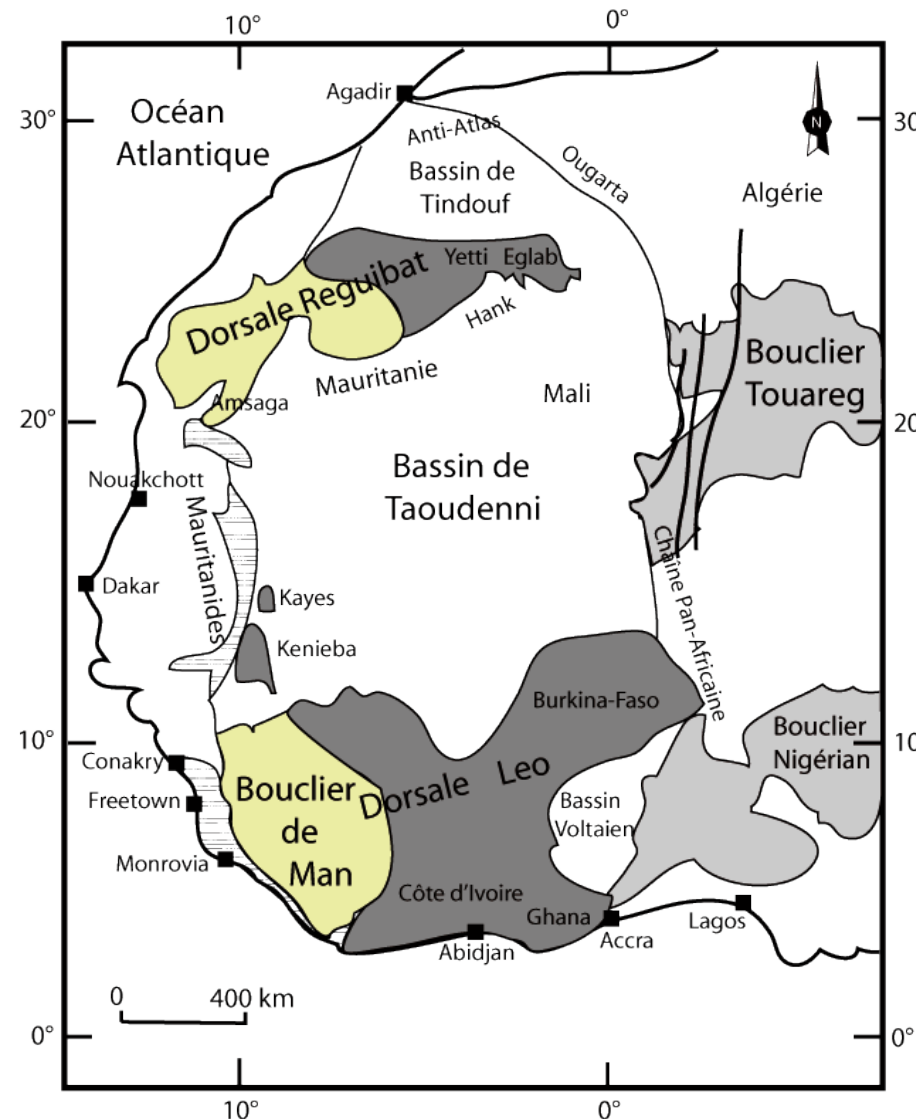 10°
0°
Agadir
Océan
Atlantique
30°
30
N
Anti-Atlas
Bassin de
Tindouf
Ougarta
Algérie
Yetti Eglab
Dorsale Reguibat
Hank
Mauritanie
Mali
Bouclier
Touareg
Amsaga
20°
20°
Bassin de
Taoudenni
Nouakchott
Mauritanides
Dakar
Kayes
Kenieba
Chaîne Pan-Africaine
Burkina-Faso
10°
10°
Bouclier
Nigérian
Conakry
Freetown
Monrovia
Bouclier
de
Man
Dorsale Leo
Bassin
Voltaien
Côte d'Ivoire
Ghana
Abidjan
Accra
Lagos
0 400 km
0°
0°
10°
0°